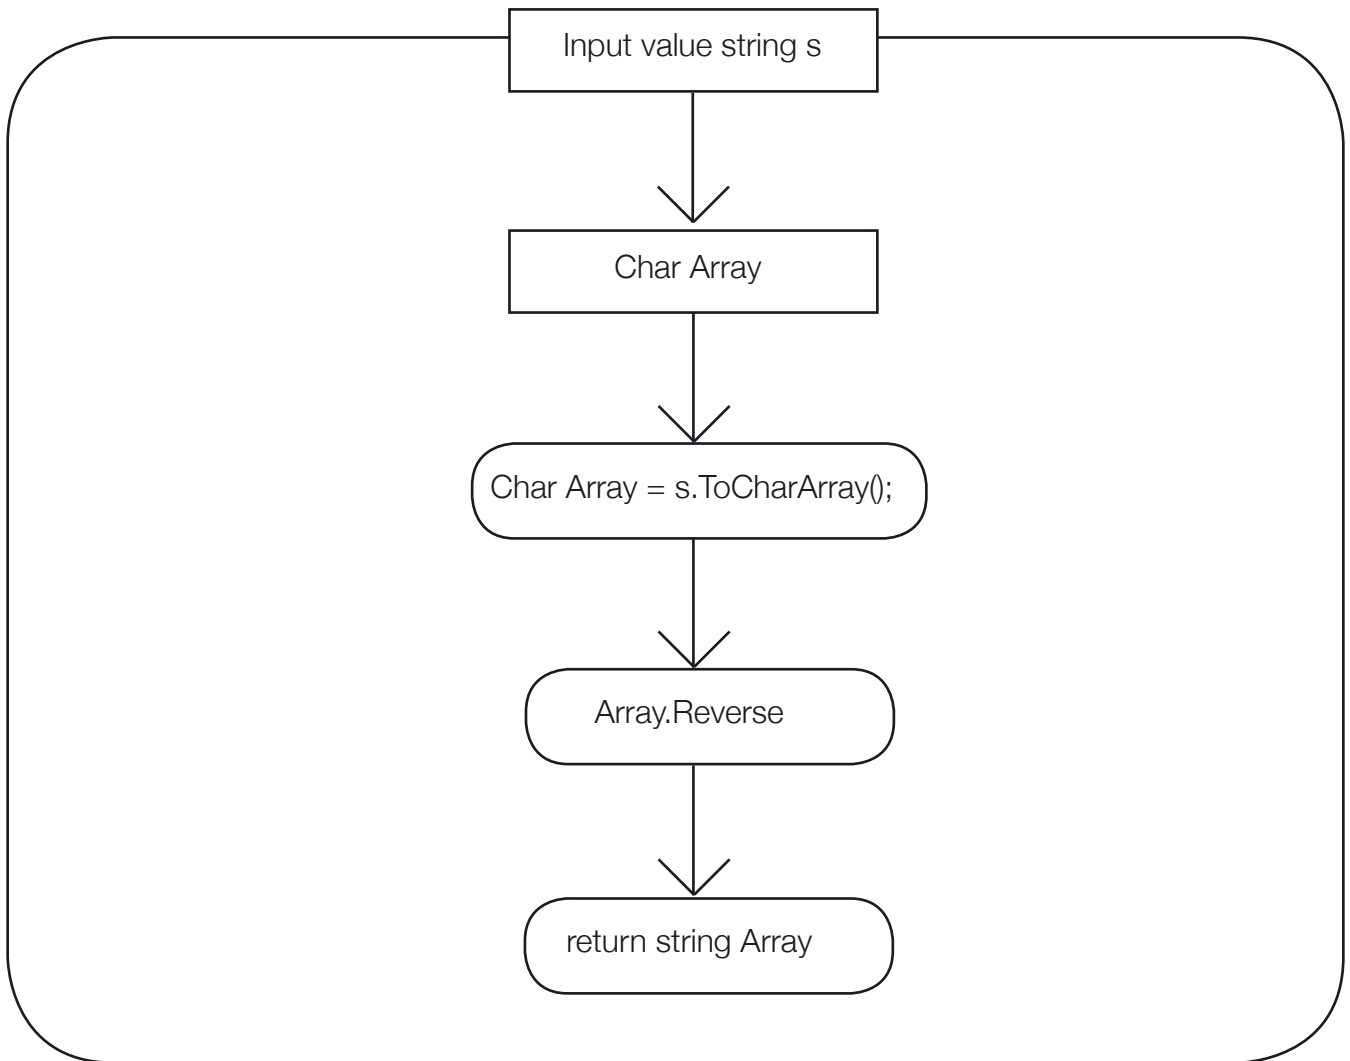 Input value string s
Char Array
Char Array = s.ToCharArray();
Array.Reverse
return string Array